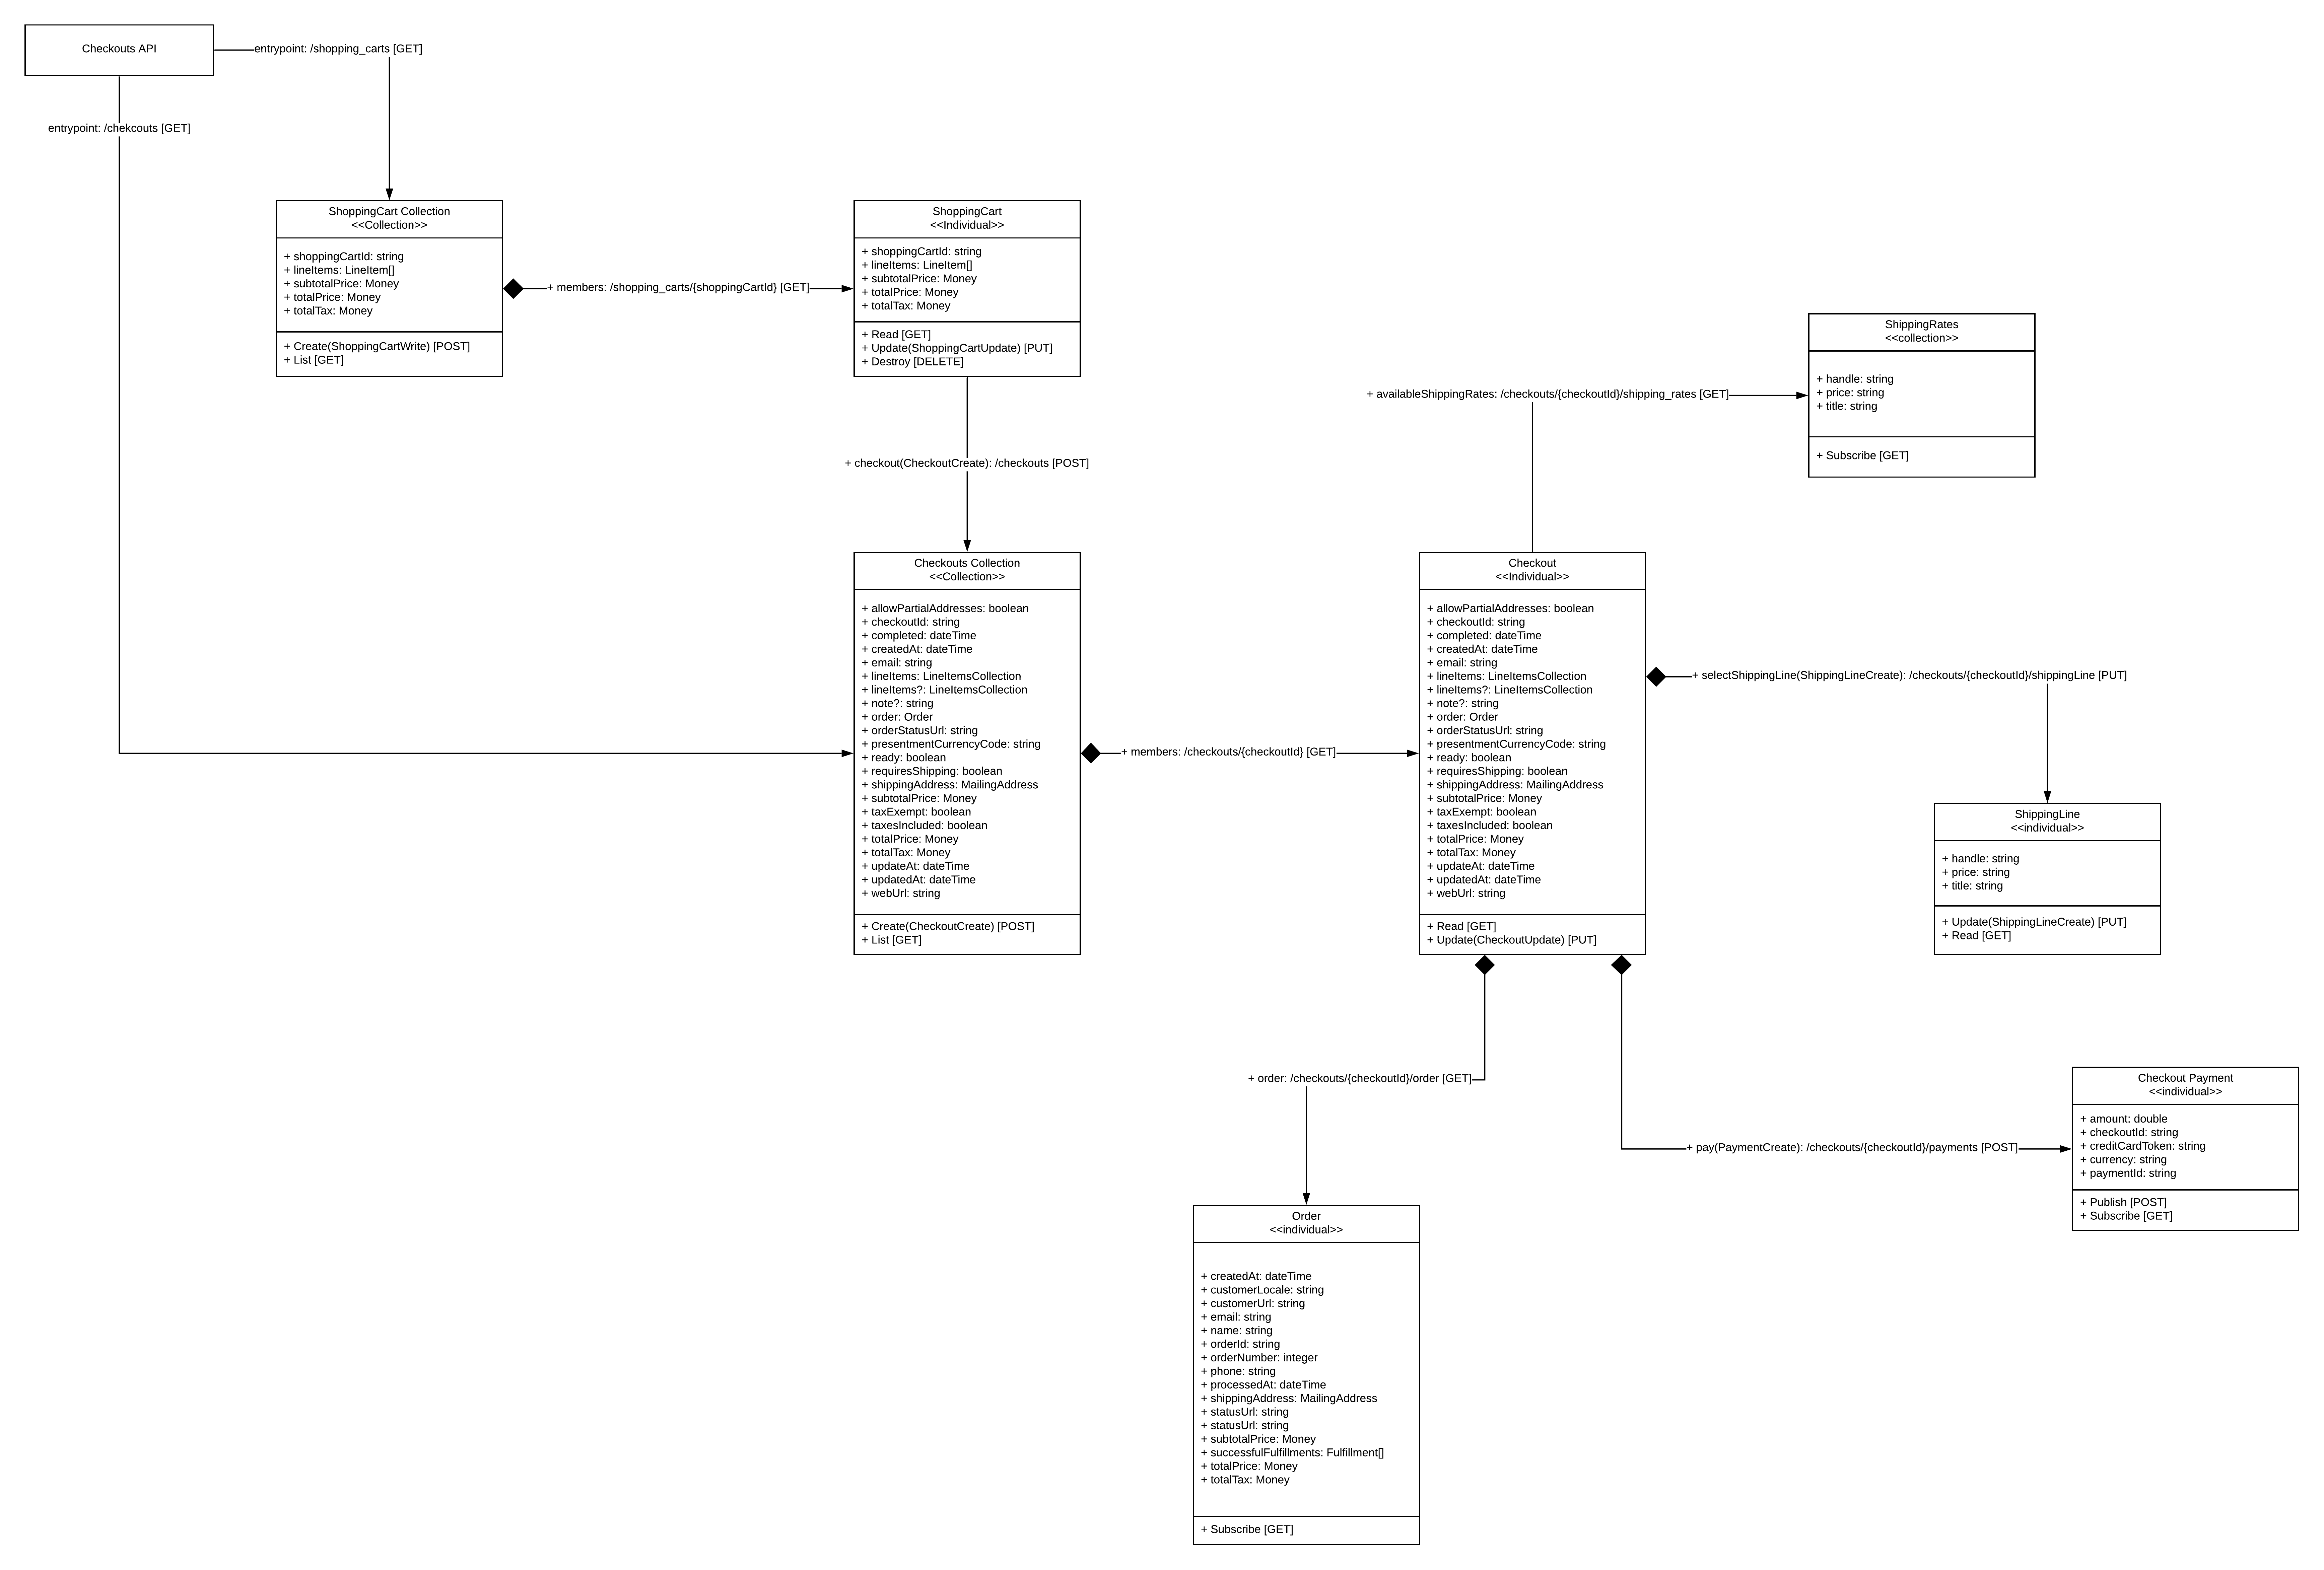 Checkouts API
entrypoint: /shopping_carts [GET]
entrypoint: /chekcouts [GET]
ShoppingCart Collection
<<Collection>>
+ shoppingCartId: string
+ lineItems: LineItem[]
+ subtotalPrice: Money
+ totalPrice: Money
+ totalTax: Money
+ Create(ShoppingCartWrite) [POST]
+ List [GET]
+ members: /shopping_carts/{shoppingCartId} [GET]
ShoppingCart
<<Individual>>
+ shoppingCartId: string
+ lineItems: LineItem[]
+ subtotalPrice: Money
+ totalPrice: Money
+ totalTax: Money
+ Read [GET]
+ Update(ShoppingCartUpdate) [PUT]
+ Destroy [DELETE]
+ checkout(CheckoutCreate): /checkouts [POST]
+ availableShippingRates: /checkouts/{checkoutId}/shipping_rates [GET]
ShippingRates
<<collection>>
+ handle: string
+ price: string
+ title: string
+ Subscribe [GET]
Checkouts Collection
<<Collection>>
+ allowPartialAddresses: boolean
+ checkoutId: string
+ completed: dateTime
+ createdAt: dateTime
+ email: string
+ lineItems: LineItemsCollection
+ lineItems?: LineItemsCollection
+ note?: string
+ order: Order
+ orderStatusUrl: string
+ presentmentCurrencyCode: string
+ ready: boolean
+ requiresShipping: boolean
+ shippingAddress: MailingAddress
+ subtotalPrice: Money
+ taxExempt: boolean
+ taxesIncluded: boolean
+ totalPrice: Money
+ totalTax: Money
+ updateAt: dateTime
+ updatedAt: dateTime
+ webUrl: string
+ Create(CheckoutCreate) [POST]
+ List [GET]
+ members: /checkouts/{checkoutId} [GET]
Checkout
<<Individual>>
+ allowPartialAddresses: boolean
+ checkoutId: string
+ completed: dateTime
+ createdAt: dateTime
+ email: string
+ lineItems: LineItemsCollection
+ lineItems?: LineItemsCollection
+ note?: string
+ order: Order
+ orderStatusUrl: string
+ presentmentCurrencyCode: string
+ ready: boolean
+ requiresShipping: boolean
+ shippingAddress: MailingAddress
+ subtotalPrice: Money
+ taxExempt: boolean
+ taxesIncluded: boolean
+ totalPrice: Money
+ totalTax: Money
+ updateAt: dateTime
+ updatedAt: dateTime
+ webUrl: string
+ Read [GET]
+ Update(CheckoutUpdate) [PUT]
+ selectShippingLine(ShippingLineCreate): /checkouts/{checkoutId}/shippingLine [PUT]
ShippingLine
<<individual>>
+ handle: string
+ price: string
+ title: string
+ Update(ShippingLineCreate) [PUT]
+ Read [GET]
+ order: /checkouts/{checkoutId}/order [GET]
+ pay(PaymentCreate): /checkouts/{checkoutId}/payments [POST]
Checkout Payment
<<individual>>
+ amount: double
+ checkoutId: string
+ creditCardToken: string
+ currency: string
+ paymentId: string
+ Publish [POST]
+ Subscribe [GET]
Order
<<individual>>
+ createdAt: dateTime
+ customerLocale: string
+ customerUrl: string
+ email: string
+ name: string
+ orderId: string
+ orderNumber: integer
+ phone: string
+ processedAt: dateTime
+ shippingAddress: MailingAddress
+ statusUrl: string
+ statusUrl: string
+ subtotalPrice: Money
+ successfulFulfillments: Fulfillment[]
+ totalPrice: Money
+ totalTax: Money
+ Subscribe [GET]